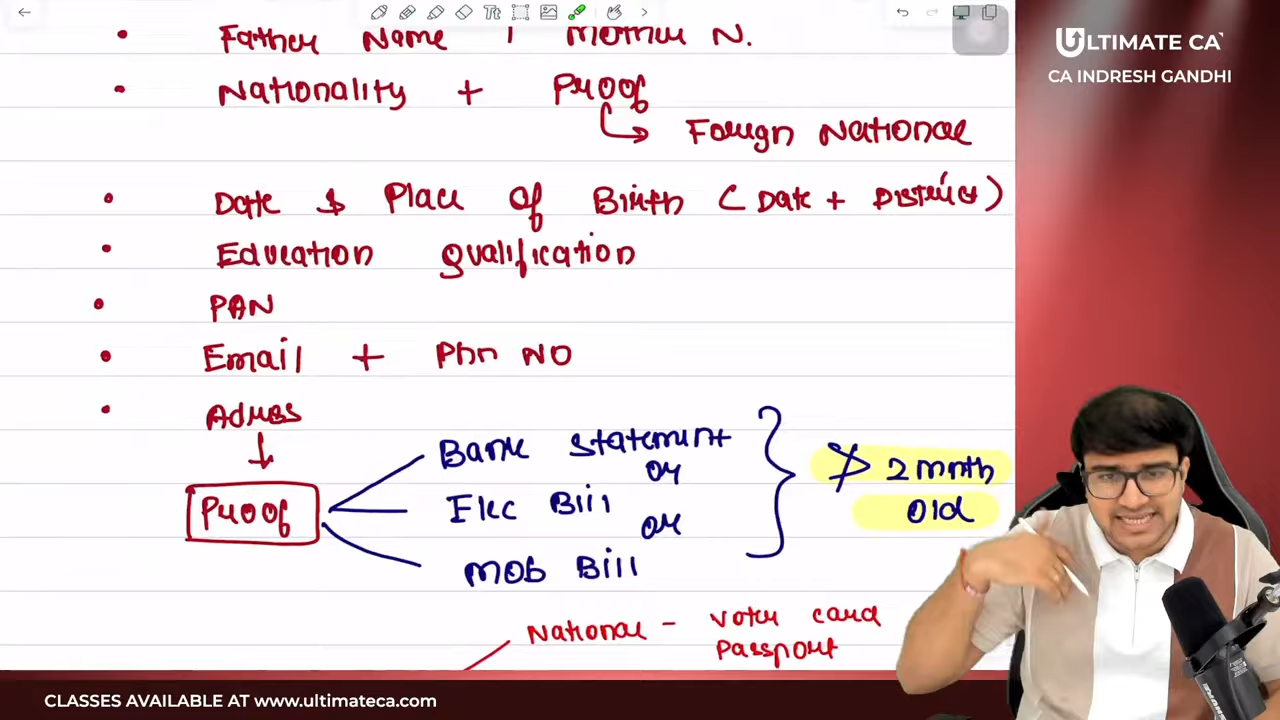 ULTIMATE CA
CA INDRESH GANDHI
• Father Name | Mother N.
• Nationality + Proof
Foreign National
• Date & Place of Birth ( Date + District )
• Education qualification
• PAN
• Email + Phn NO
• Adress
Proof
Bank statement
or
Elec Bill
or
Mob Bill
2 mnth
old
National - voter card
Passport
Tt
CLASSES AVAILABLE AT www.ultimateca.com